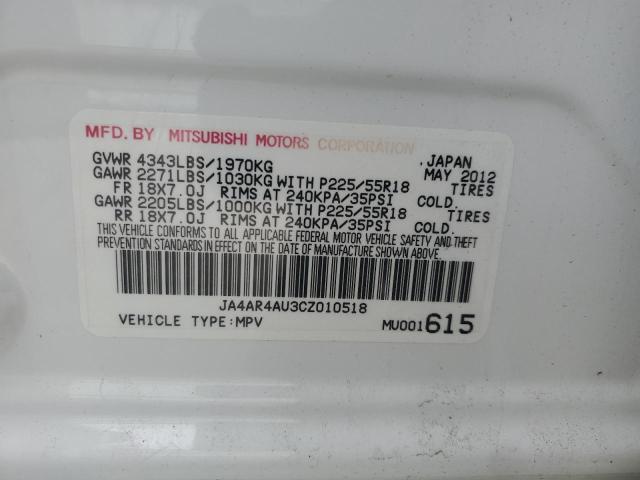 MFD. BY MITSUBISHI MOTORS CORPORATION
GVWR 4343LBS/1970KG , JAPAN MAY 2012
GAWR 2271LBS/1030KG WITH P225/55R18 TIRES
FR 18X7.0J RIMS AT 240KPA/35PSI COLD.
GAWR 2205LBS/1000KG WITH P225/55R18 TIRES
RR 18X7.0J RIMS AT 240KPA/35PSI COLD.
THIS VEHICLE CONFORMS TO ALL APPLICABLE FEDERAL MOTOR VEHICLE SAFETY AND THEFT
PREVENTION STANDARDS IN EFFECT ON THE DATE OF MANUFACTURE SHOWN ABOVE.
JA4AR4AU3CZ010518
VEHICLE TYPE:MPV MU001615